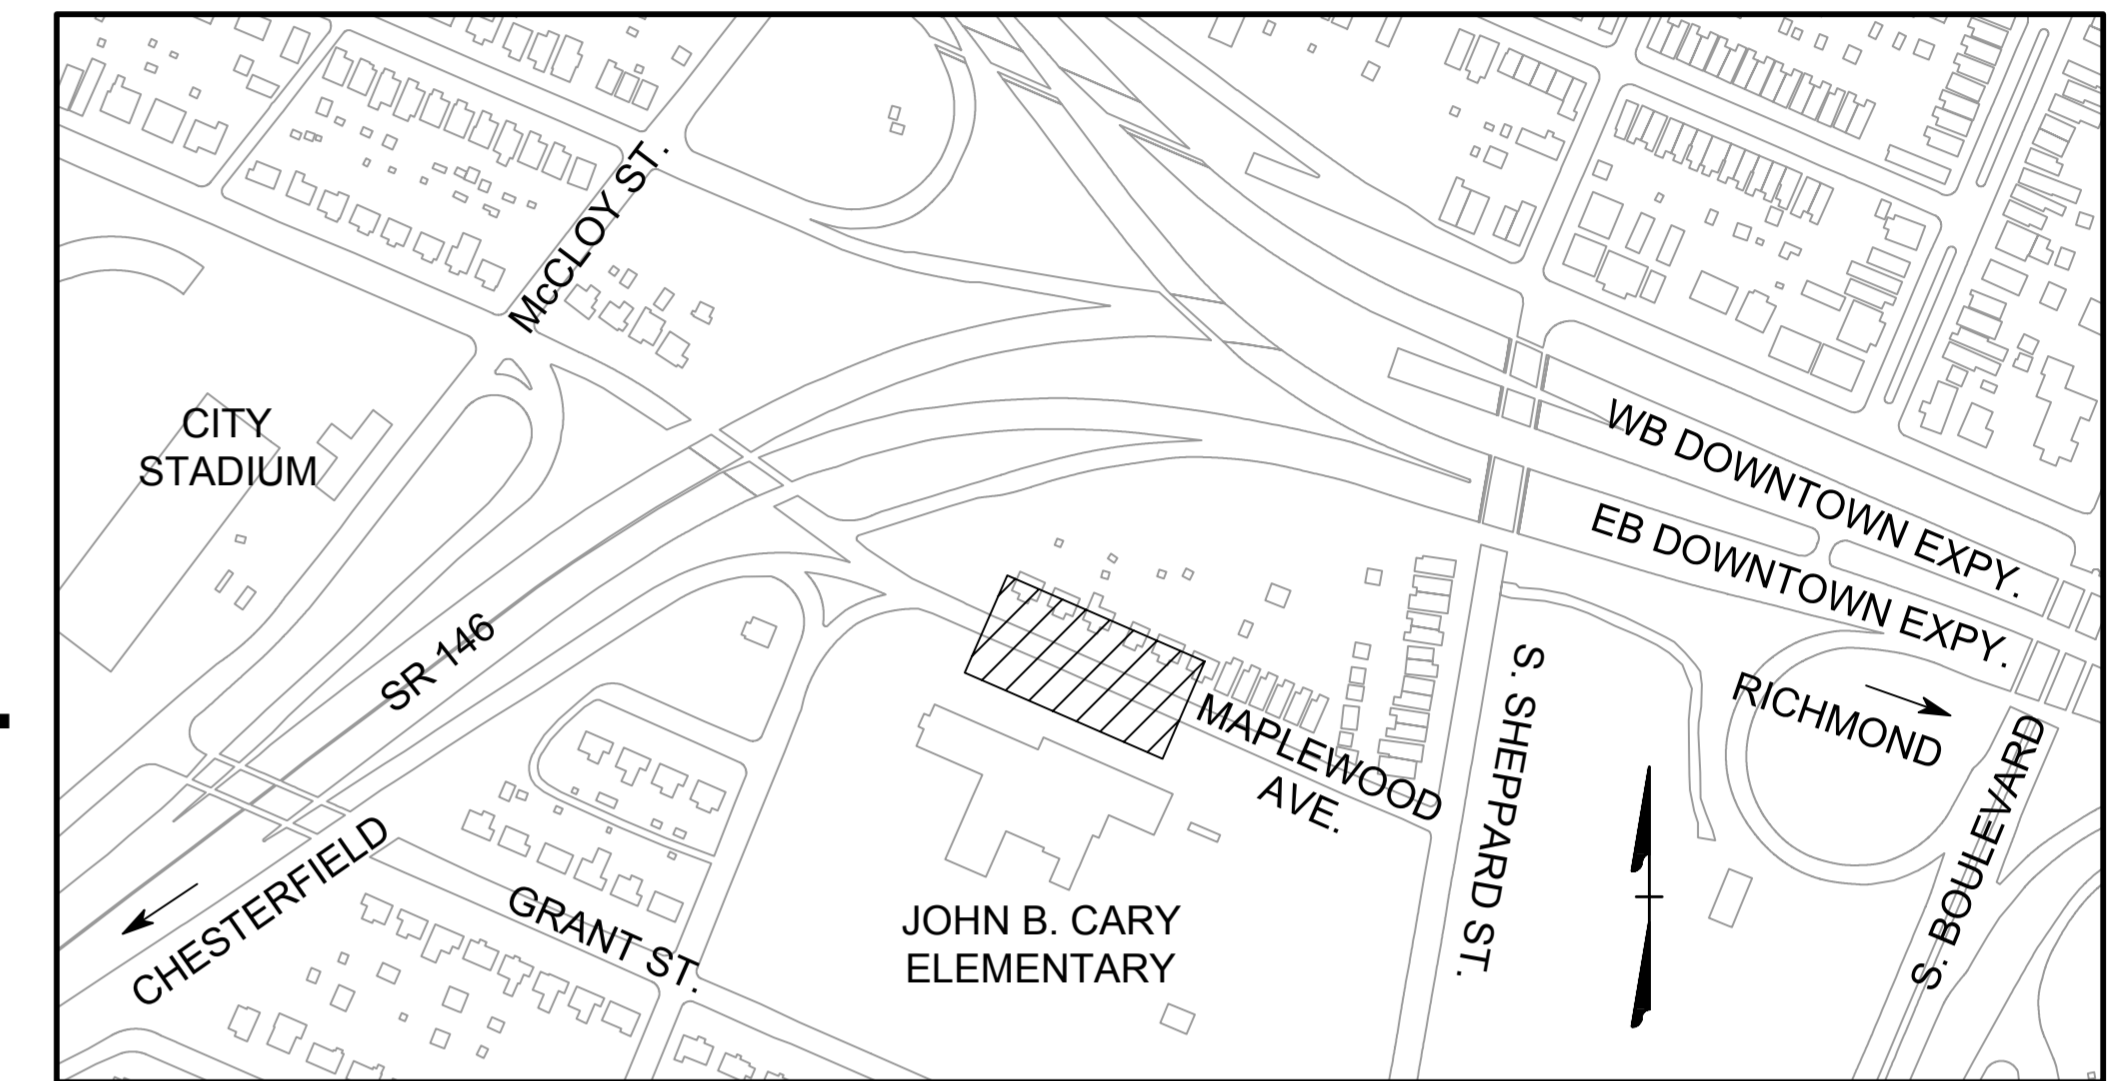 McCLOY ST.
CITY
STADIUM
WB DOWNTOWN EXPY.
EB DOWNTOWN EXPY.
SR 146
S. SHEPPARD ST.
RICHMOND
MAPLEWOOD
AVE.
S. BOULEVARD
CHESTERFIELD
GRANT ST.
JOHN B. CARY
ELEMENTARY